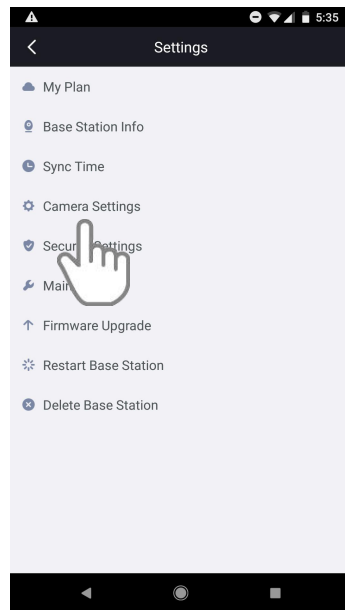 5:35
Settings
My Plan
Base Station Info
Sync Time
Camera Settings
Settings
Firmware Upgrade
Restart Base Station
Delete Base Station